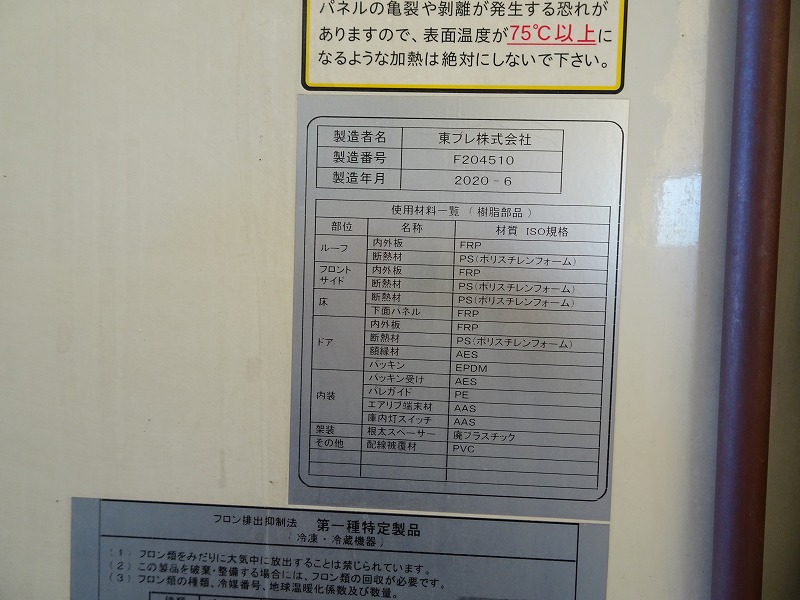 パネルの亀裂や剥離が発生する恐れが
ありますので、表面温度が75℃以上に
なるような加熱は絶対にしないで下さい。
製造者名 東プレ株式会社
製造番号 F204510
製造年月 2020-6
使用材料一覧 (樹脂部品)
部位 名称 材質 ISO規格
ルーフ 内外板 FRP
断熱材 PS(ポリスチレンフォーム)
フロント サイド 内外板 FRP
断熱材 PS(ポリスチレンフォーム)
床 断熱材 PS(ポリスチレンフォーム)
下面パネル FRP
ドア 内外板 FRP
断熱材 PS(ポリスチレンフォーム)
額縁材 AES
パッキン EPDM
内装 パッキン受け AES
パレガイド PE
エアリブ端末材 AAS
庫内灯スイッチ AAS
架装 根太スペーサー 廃プラスチック
その他 配線被覆材 PVC
フロン排出抑制法 第一種特定製品
(冷凍・冷蔵機器)
(1)フロン類をみだりに大気中に放出することは禁じられています。
(2)この製品を破棄・整備する場合には、フロン類の回収が必要です。
(3)フロン類の種類、冷媒番号、地球温暖化係数及び数量。